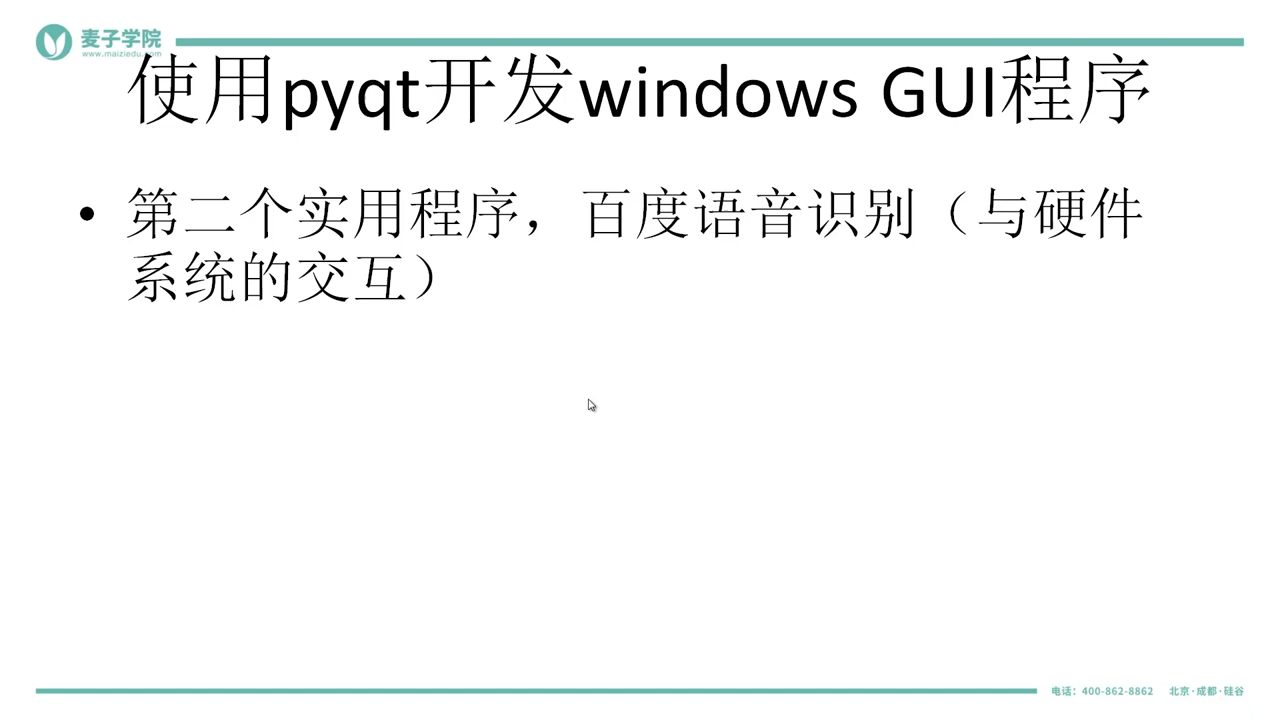 麦子学院
www.maiziedu.com
使用pyqt开发windows GUI程序
• 第二个实用程序，百度语音识别（与硬件
系统的交互）
电话：400-862-8862 北京·成都·硅谷